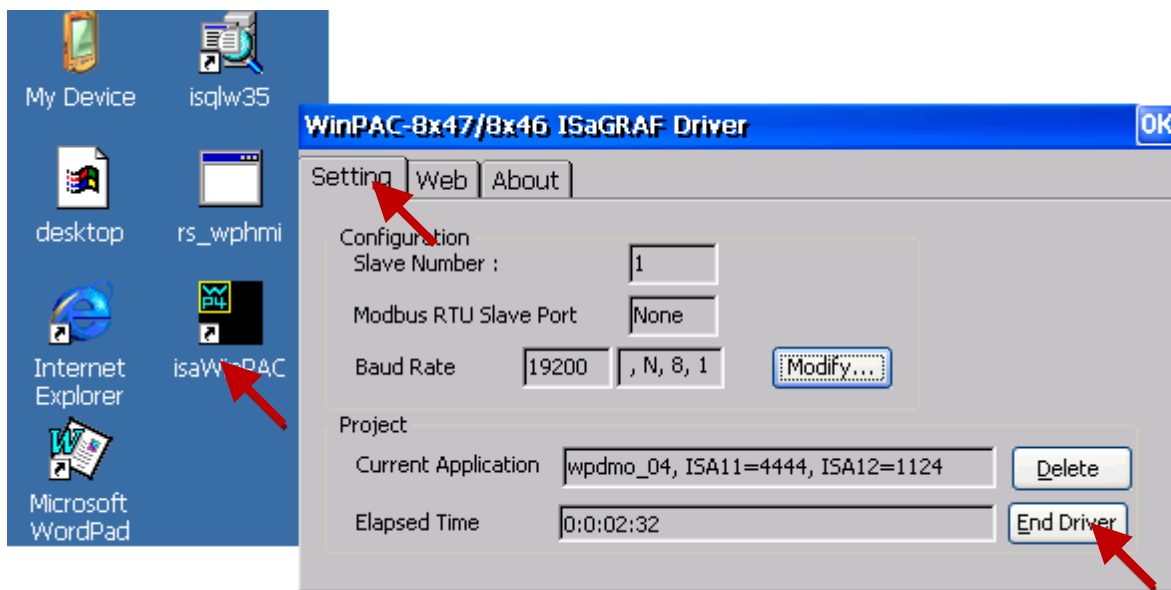 My Device
isqlw35
desktop
rs_wphmi
P4
Internet
Explorer
isaWinPAC
Microsoft
WordPad
WinPAC-8x47/8x46 ISaGRAF Driver
OK
Setting
Web
About
Configuration
Slave Number :
1
Modbus RTU Slave Port
None
Baud Rate
19200
, N, 8, 1
Modify...
Project
Current Application
wpdmo_04, ISA11=4444, ISA12=1124
Delete
Elapsed Time
0:0:02:32
End Driver